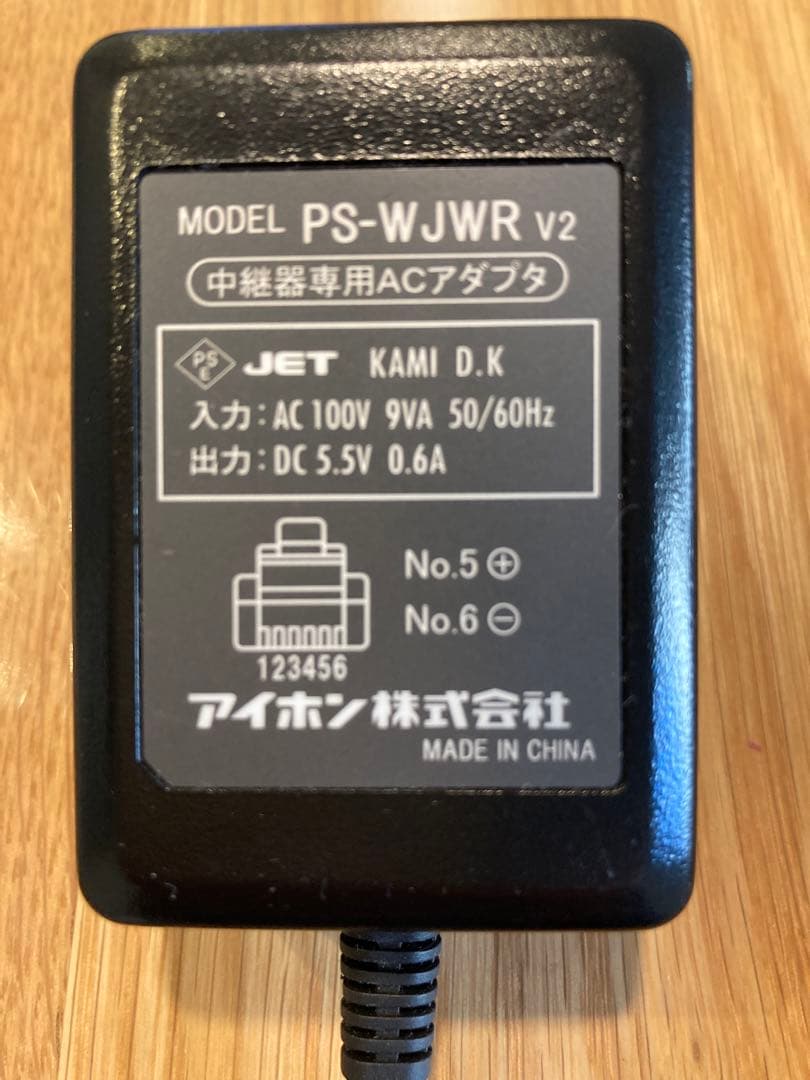 MODEL PS-WJWR V2
中継器専用ACアダプタ
PS E JET KAMI D.K
入力:AC 100V 9VA 50/60Hz
出力:DC 5.5V 0.6A
No.5 ⊕
No.6 ⊖
123456
アイホン株式会社
MADE IN CHINA